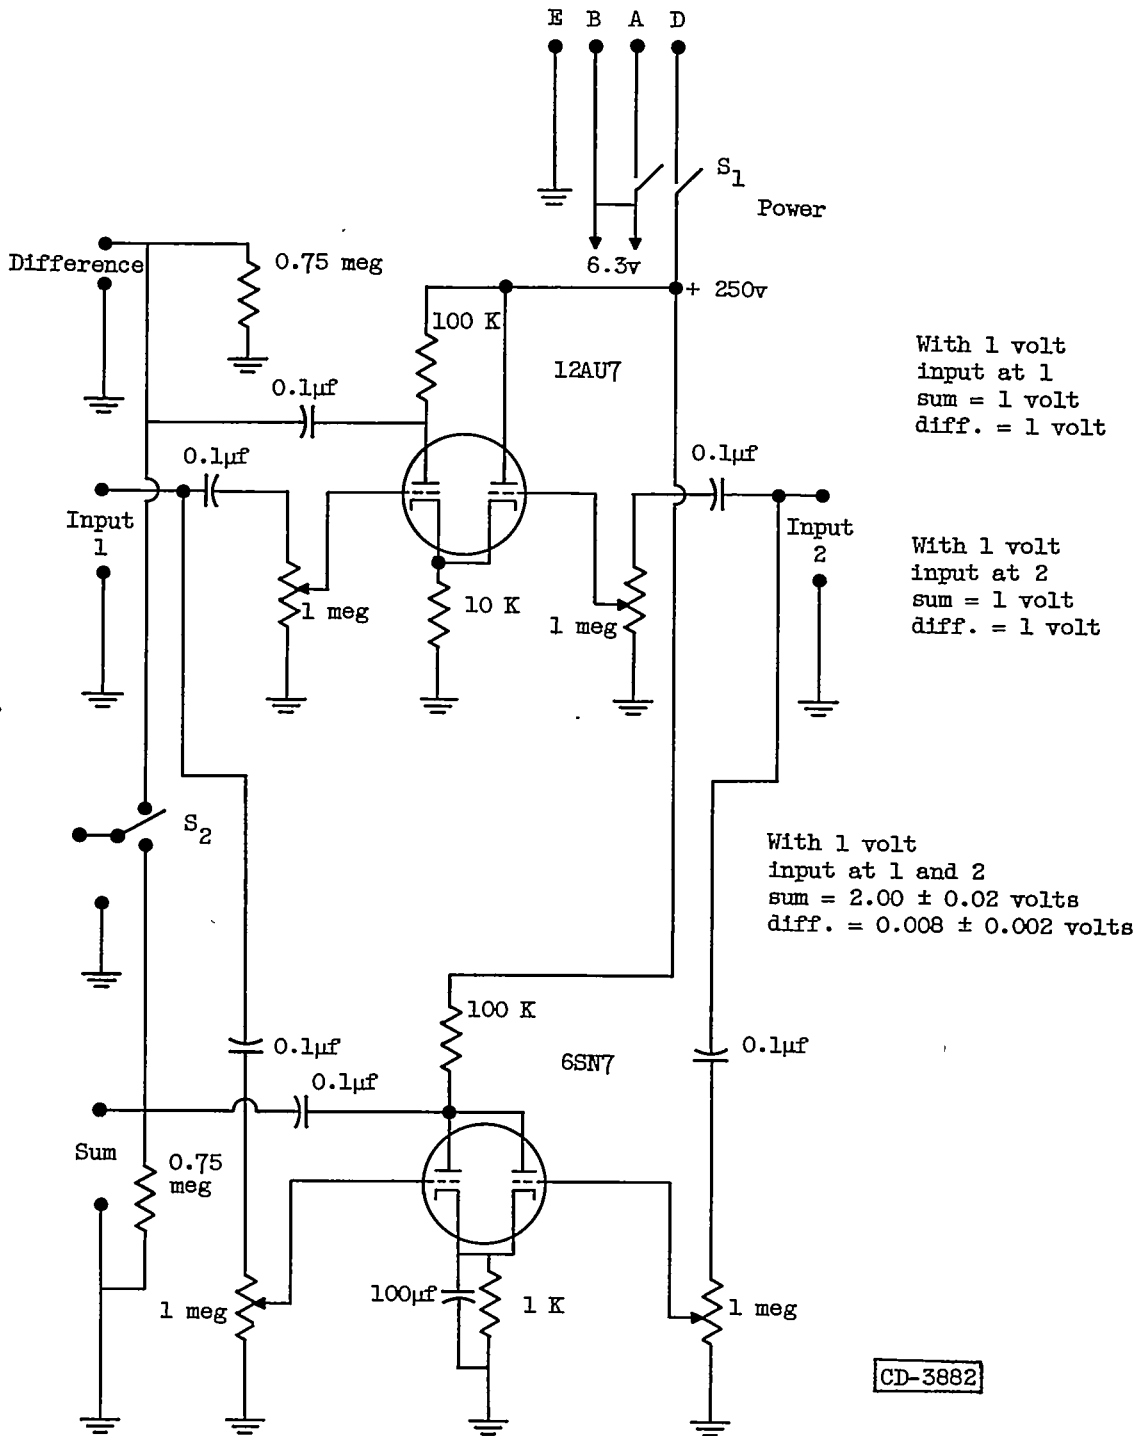 E B A D
S1
Power
6.3v
+ 250v
Difference
0.75 meg
100 K
12AU7
With 1 volt
input at 1
sum = 1 volt
diff. = 1 volt
0.1µf
0.1µf
0.1µf
Input
1
Input
2
1 meg
10 K
1 meg
With 1 volt
input at 2
sum = 1 volt
diff. = 1 volt
S2
With 1 volt
input at 1 and 2
sum = 2.00 ± 0.02 volts
diff. = 0.008 ± 0.002 volts
100 K
0.1µf
0.1µf
6SN7
0.1µf
Sum
0.75
meg
1 meg
100µf
1 K
1 meg
CD-3882